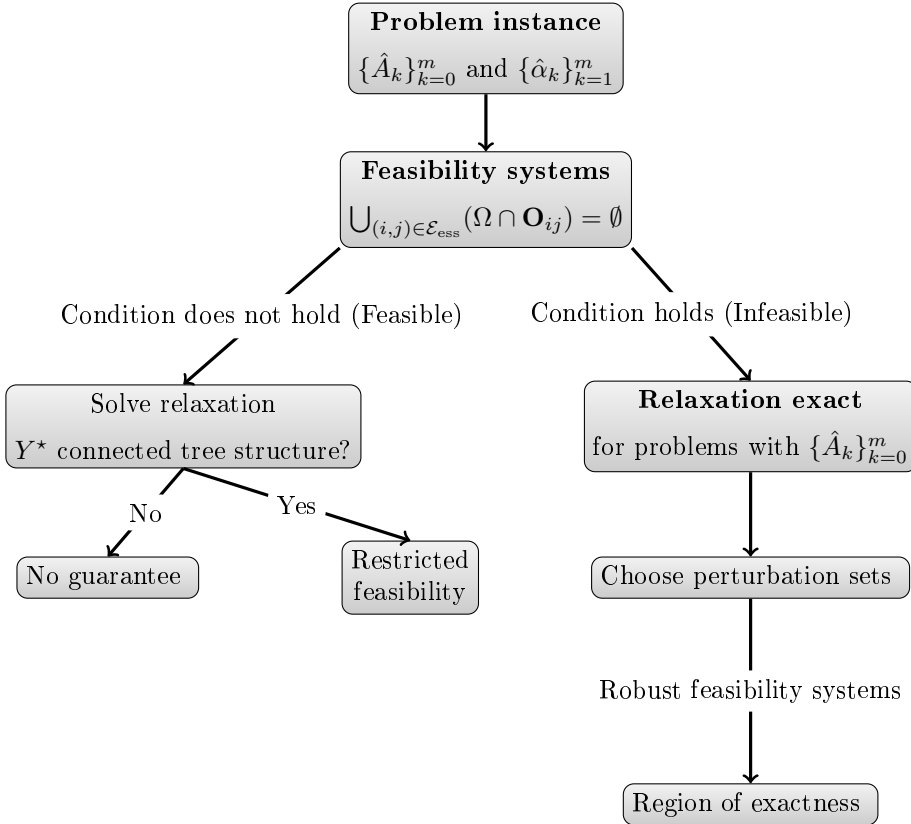 Problem instance
{Â_k}_{k=0}^m and {α̂_k}_{k=1}^m
Feasibility systems
⋃_{(i,j)∈ℰ_ess}(Ω ∩ O_{ij}) = ∅
Condition does not hold (Feasible)
Condition holds (Infeasible)
Solve relaxation
Y^⋆ connected tree structure?
Relaxation exact
for problems with {Â_k}_{k=0}^m
No
Yes
No guarantee
Restricted
feasibility
Choose perturbation sets
Robust feasibility systems
Region of exactness